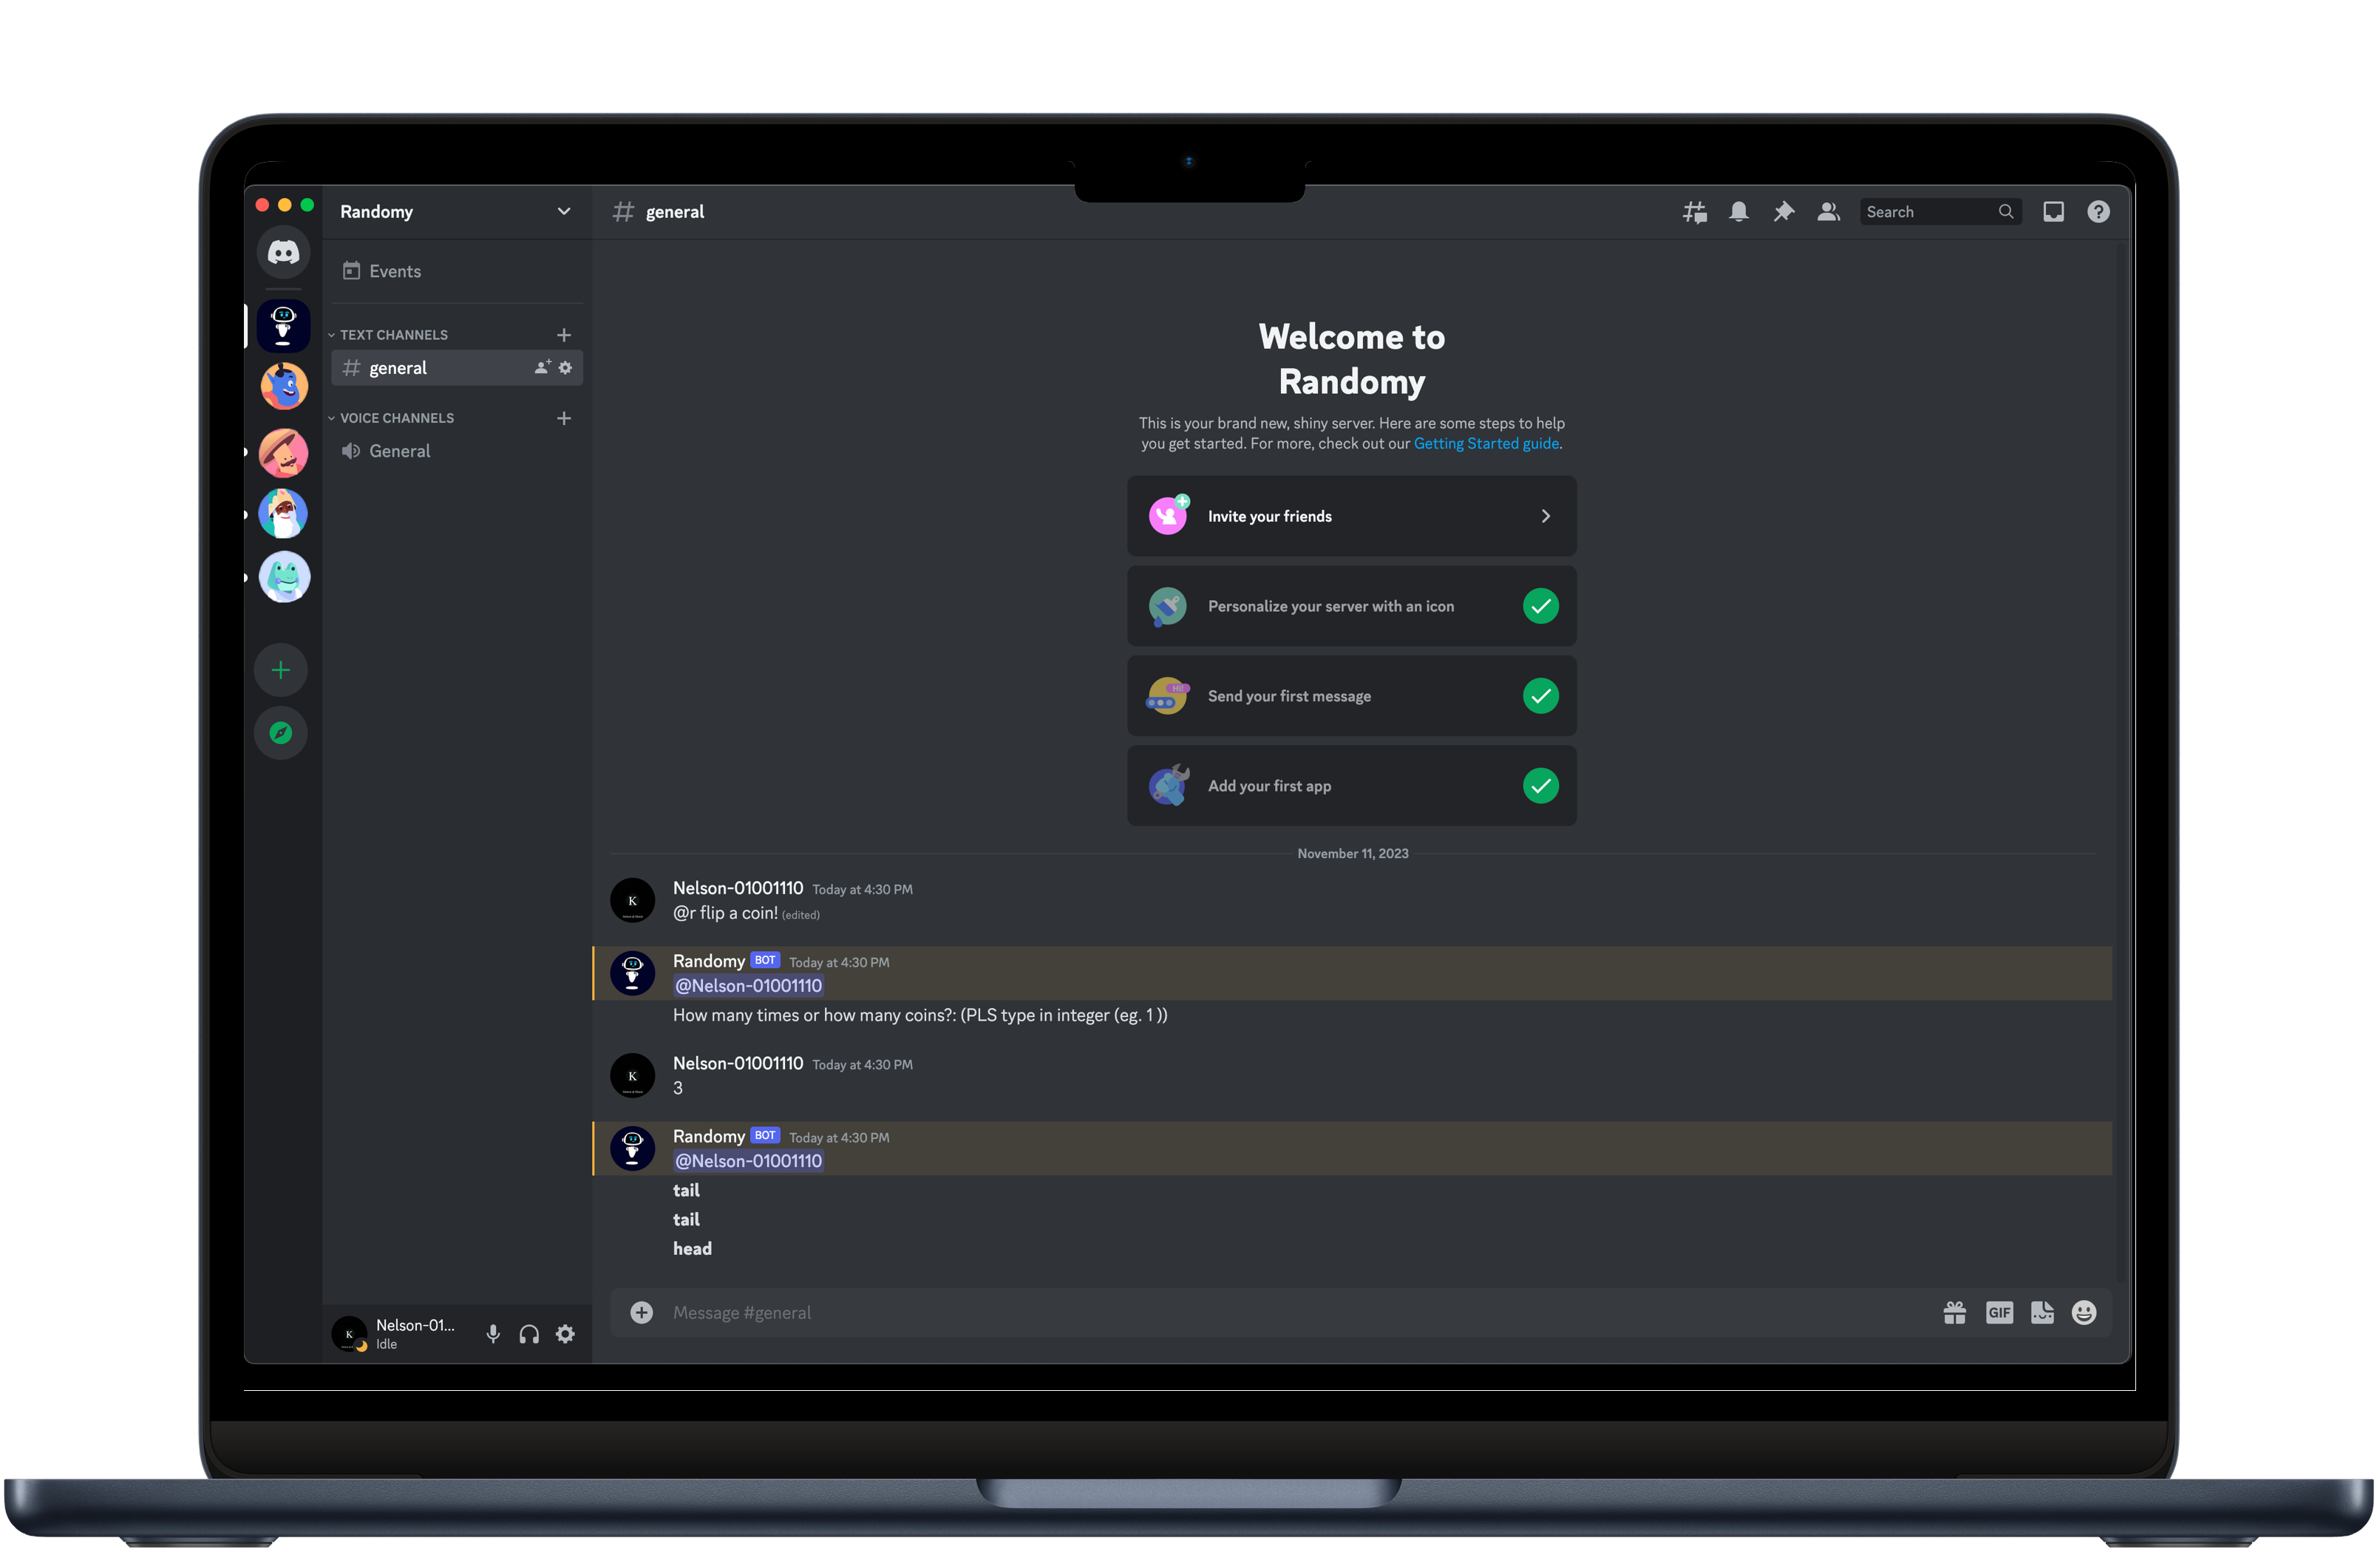 Randomy
# general
Search
Events
TEXT CHANNELS
# general
VOICE CHANNELS
General
Welcome to
Randomy
This is your brand new, shiny server. Here are some steps to help
you get started. For more, check out our Getting Started guide.
Invite your friends
Personalize your server with an icon
Hi!
Send your first message
Add your first app
November 11, 2023
K
Nelson-01001110 Today at 4:30 PM
@r flip a coin! (edited)
Randomy BOT Today at 4:30 PM
@Nelson-01001110
How many times or how many coins?: (PLS type in integer (eg. 1 ))
K
Nelson-01001110 Today at 4:30 PM
3
Randomy BOT Today at 4:30 PM
@Nelson-01001110
tail
tail
head
Message #general
GIF
K
Nelson-01...
Idle